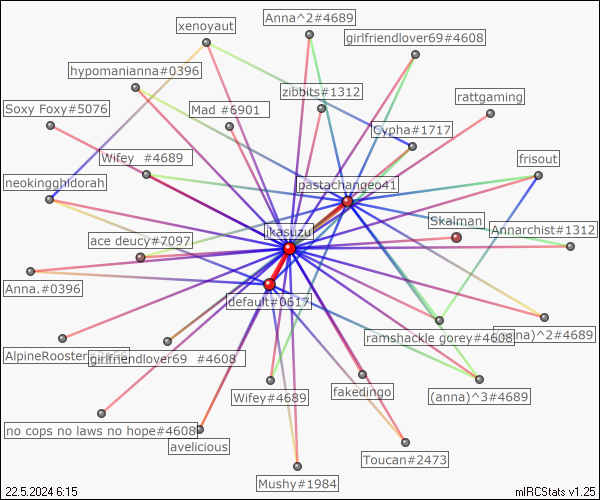 Anna^2#4689
xenoyaut
girlfriendlover69#4608
hypomanianna#0396
zibbits#1312
rattgaming
Soxy Foxy#5076
Mad #6901
Cypha#1717
Wifey #4689
frisout
neokingghidorah
pastachangeo41
Skalman
Annarchist#1312
ikasuzu
ace deucy#7097
Anna.#0396
default#0617
ramshackle gorey#4608
)^2#4689
AlpineRooster
girlfriendlover69 #4608
Wifey#4689
fakedingo
(anna)^3#4689
no cops no laws no hope#4608
avelicious
Toucan#2473
Mushy#1984
22.5.2024 6:15
mIRCStats v1.25